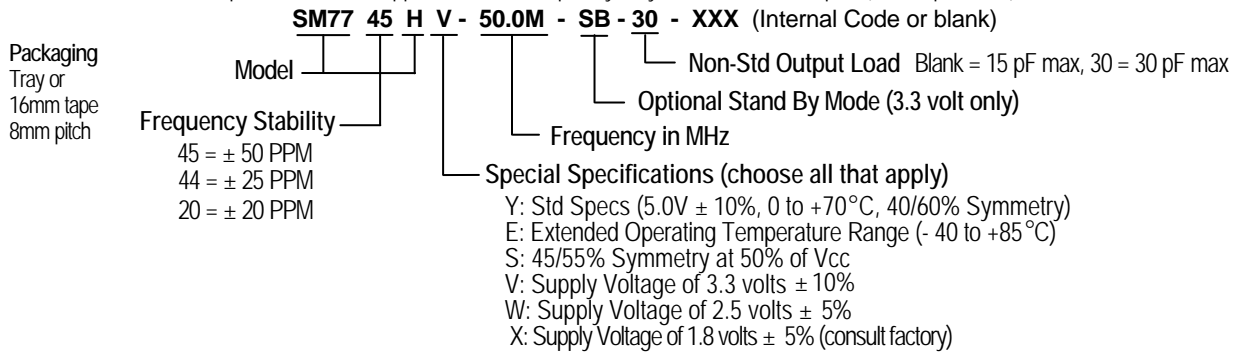 SM77 45 H V - 50.0M - SB - 30 - XXX (Internal Code or blank)
Packaging
Tray or
16mm tape
8mm pitch
Model
Non-Std Output Load Blank = 15 pF max, 30 = 30 pF max
Optional Stand By Mode (3.3 volt only)
Frequency Stability
45 = ± 50 PPM
44 = ± 25 PPM
20 = ± 20 PPM
Frequency in MHz
Special Specifications (choose all that apply)
Y: Std Specs (5.0V ± 10%, 0 to +70°C, 40/60% Symmetry)
E: Extended Operating Temperature Range (- 40 to +85°C)
S: 45/55% Symmetry at 50% of Vcc
V: Supply Voltage of 3.3 volts ± 10%
W: Supply Voltage of 2.5 volts ± 5%
X: Supply Voltage of 1.8 volts ± 5% (consult factory)